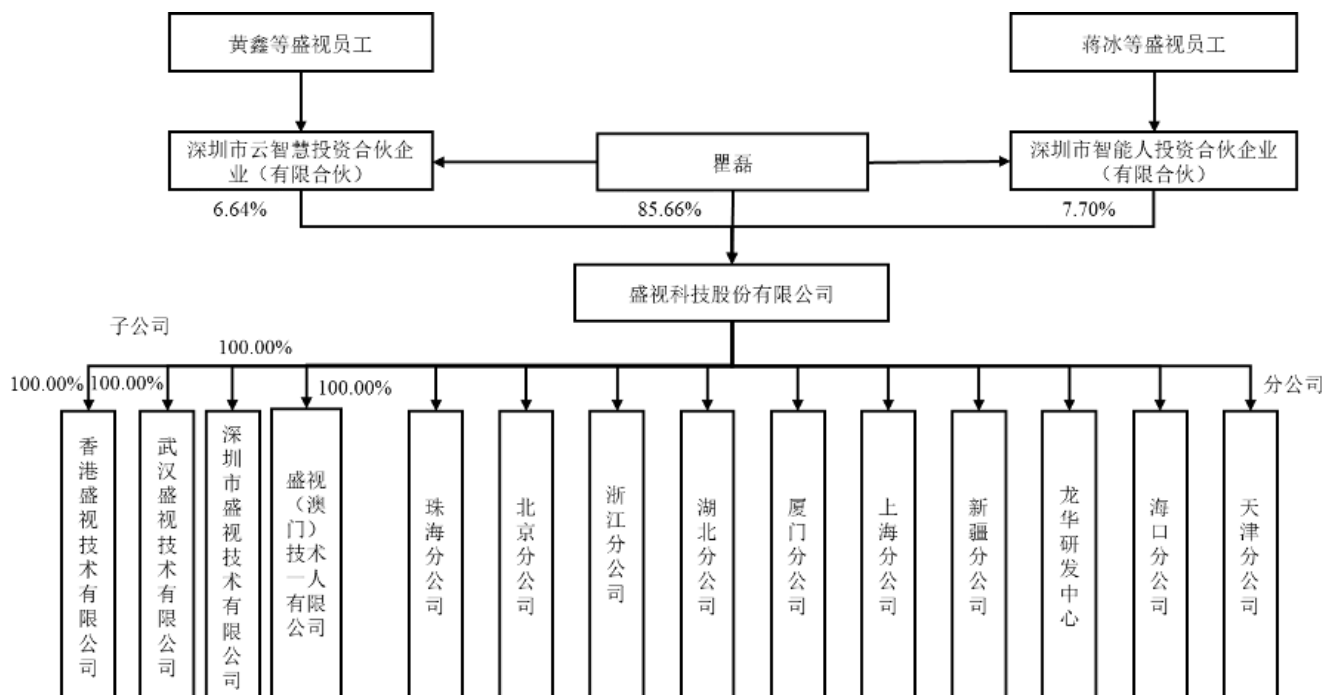 黄鑫等盛视员工
蒋冰等盛视员工
深圳市云智慧投资合伙企
业（有限合伙）
瞿磊
深圳市智能人投资合伙企业
（有限合伙）
6.64%
85.66%
7.70%
盛视科技股份有限公司
子公司
100.00%
100.00%
100.00%
100.00%
分公司
香港盛视技术有限公司
武汉盛视技术有限公司
深圳市盛视技术有限公司
盛视
（澳
门）
技术
一人
有限
公司
珠海分公司
北京分公司
浙江分公司
湖北分公司
厦门分公司
上海分公司
新疆分公司
龙华研发中心
海口分公司
天津分公司